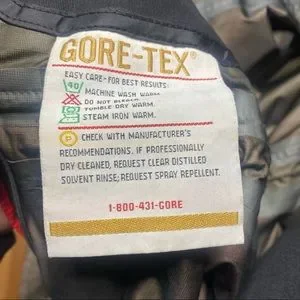 GORE-TEX®
EASY CARE - FOR BEST RESULTS:
40 MACHINE WASH WARM.
DO NOT BLEACH.
TUMBLE DRY WARM.
STEAM IRON WARM.
P CHECK WITH MANUFACTURER'S
RECOMMENDATIONS. IF PROFESSIONALLY
DRY CLEANED, REQUEST CLEAR DISTILLED
SOLVENT RINSE; REQUEST SPRAY REPELLENT.
1-800-431-GORE